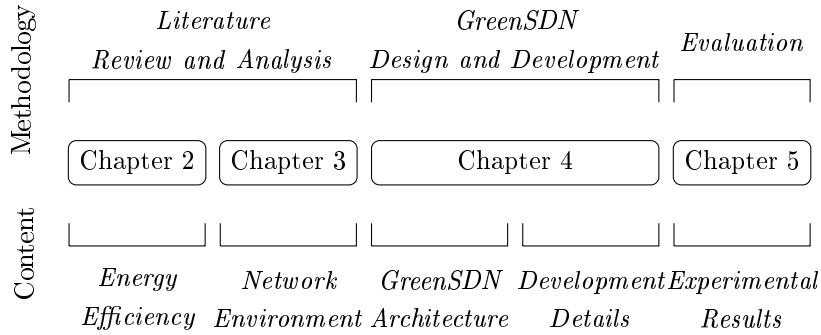 Methodology
Literature
Review and Analysis
GreenSDN
Design and Development
Evaluation
Chapter 2
Chapter 3
Chapter 4
Chapter 5
Content
Energy
Efficiency
Network
Environment
GreenSDN
Architecture
Development
Details
Experimental
Results